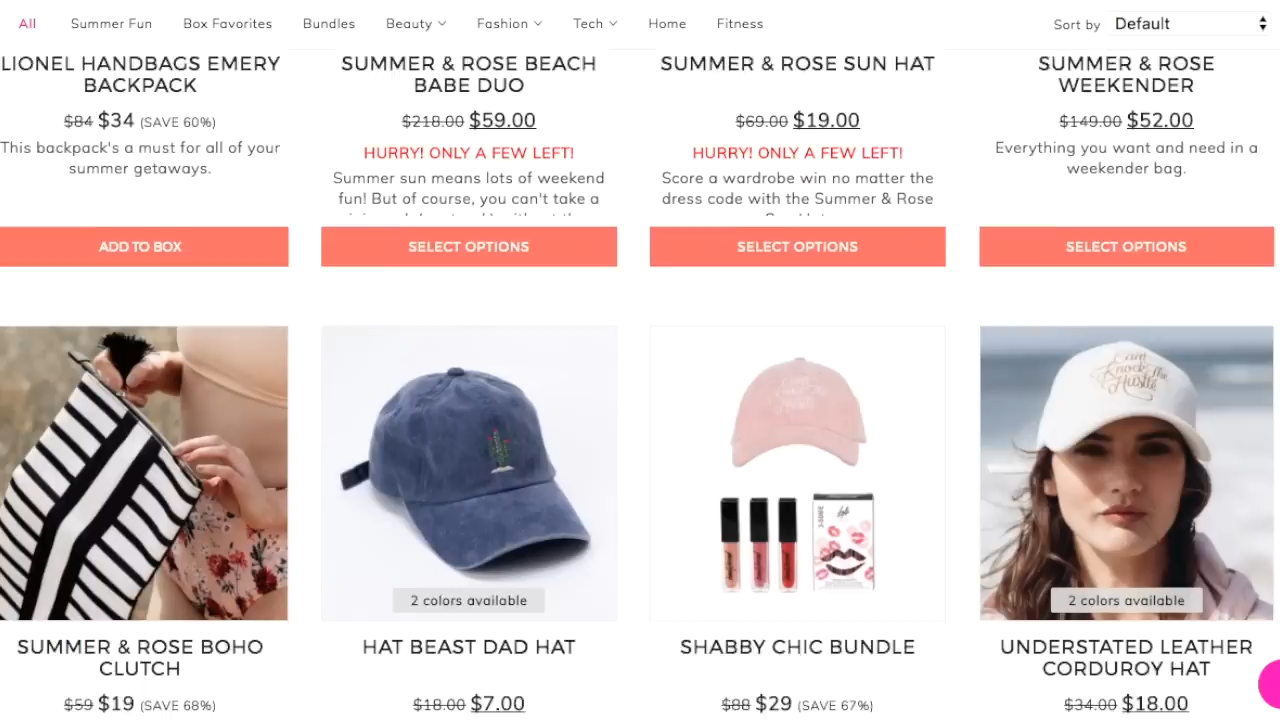 All Summer Fun Box Favorites Bundles Beauty Fashion Tech Home Fitness Sort by Default
LIONEL HANDBAGS EMERY
BACKPACK
$84 $34 (SAVE 60%)
This backpack's a must for all of your
summer getaways.
ADD TO BOX
SUMMER & ROSE BEACH
BABE DUO
$218.00 $59.00
HURRY! ONLY A FEW LEFT!
Summer sun means lots of weekend
fun! But of course, you can't take a
SELECT OPTIONS
SUMMER & ROSE SUN HAT
$69.00 $19.00
HURRY! ONLY A FEW LEFT!
Score a wardrobe win no matter the
dress code with the Summer & Rose
SELECT OPTIONS
SUMMER & ROSE
WEEKENDER
$149.00 $52.00
Everything you want and need in a
weekender bag.
SELECT OPTIONS
SUMMER & ROSE BOHO
CLUTCH
$59 $19 (SAVE 68%)
2 colors available
HAT BEAST DAD HAT
$18.00 $7.00
SHABBY CHIC BUNDLE
$88 $29 (SAVE 67%)
I can
Knock the
Hustle
2 colors available
UNDERSTATED LEATHER
CORDUROY HAT
$34.00 $18.00